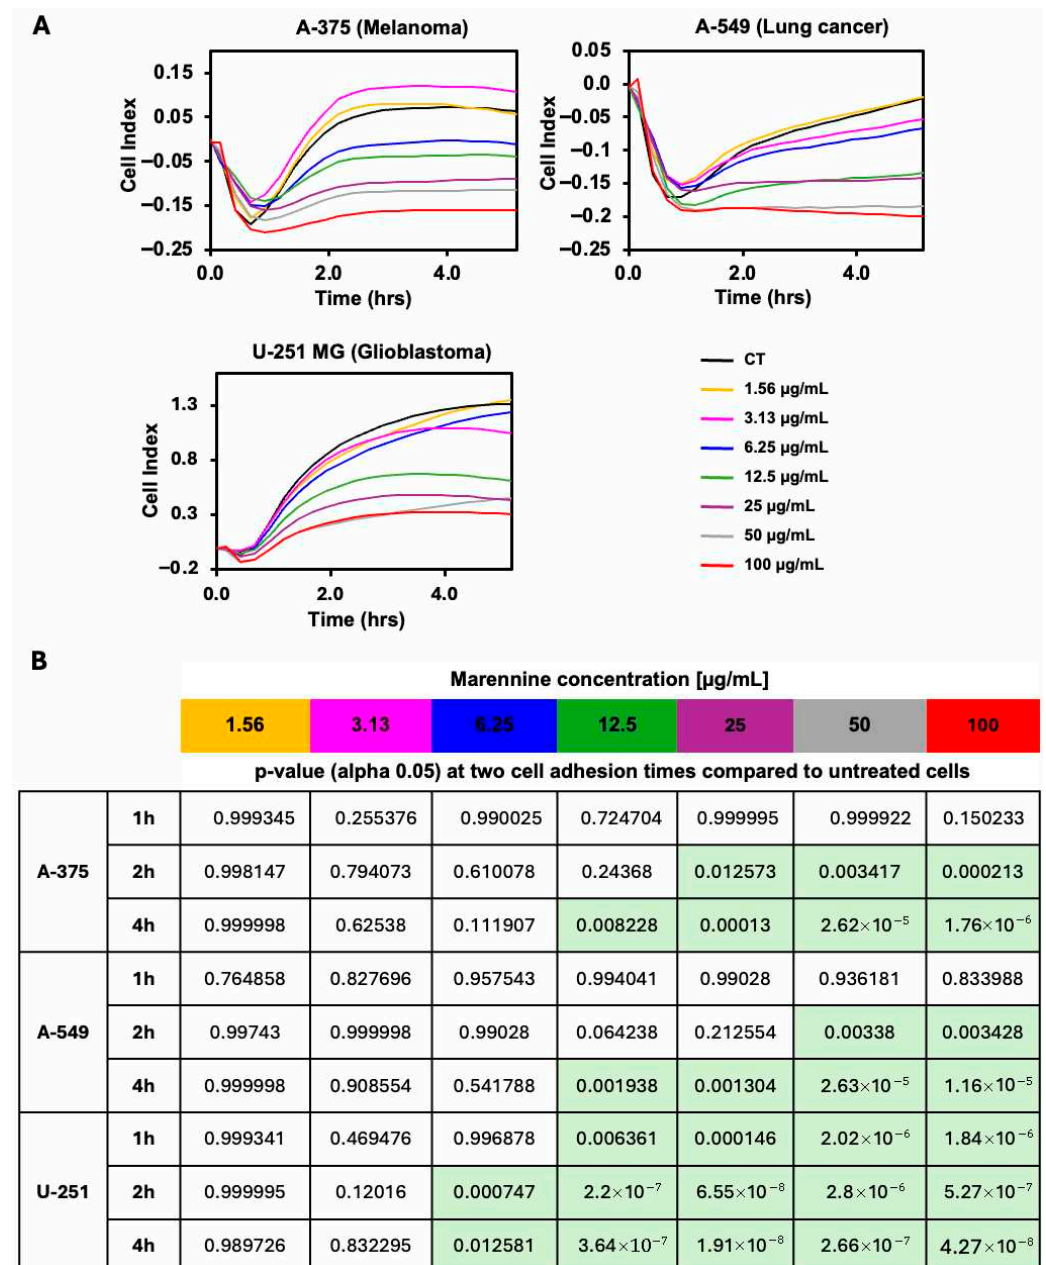 A
A-375 (Melanoma)
Cell Index
0.15
0.05
−0.05
−0.15
−0.25
0.0 2.0 4.0
Time (hrs)
A-549 (Lung cancer)
Cell Index
0.05
0.0
−0.05
−0.1
−0.15
−0.2
−0.25
0.0 2.0 4.0
Time (hrs)
U-251 MG (Glioblastoma)
Cell Index
1.3
0.8
0.3
−0.2
0.0 2.0 4.0
Time (hrs)
CT
1.56 µg/mL
3.13 µg/mL
6.25 µg/mL
12.5 µg/mL
25 µg/mL
50 µg/mL
100 µg/mL
B
Marennine concentration [µg/mL]
1.56 3.13 6.25 12.5 25 50 100
p-value (alpha 0.05) at two cell adhesion times compared to untreated cells
A-375
1h 0.999345 0.255376 0.990025 0.724704 0.999995 0.999922 0.150233
2h 0.998147 0.794073 0.610078 0.24368 0.012573 0.003417 0.000213
4h 0.999998 0.62538 0.111907 0.008228 0.00013 2.62×10⁻⁵ 1.76×10⁻⁶
A-549
1h 0.764858 0.827696 0.957543 0.994041 0.99028 0.936181 0.833988
2h 0.99743 0.999998 0.99028 0.064238 0.212554 0.00338 0.003428
4h 0.999998 0.908554 0.541788 0.001938 0.001304 2.63×10⁻⁵ 1.16×10⁻⁵
U-251
1h 0.999341 0.469476 0.996878 0.006361 0.000146 2.02×10⁻⁶ 1.84×10⁻⁶
2h 0.999995 0.12016 0.000747 2.2×10⁻⁷ 6.55×10⁻⁸ 2.8×10⁻⁶ 5.27×10⁻⁷
4h 0.989726 0.832295 0.012581 3.64×10⁻⁷ 1.91×10⁻⁸ 2.66×10⁻⁷ 4.27×10⁻⁸